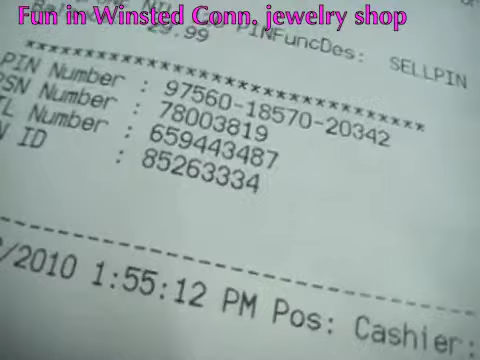 Fun in Winsted Conn. jewelry shop
29.99 PINFuncDes: SELLPIN
******************************
PIN Number : 97560-18570-20342
PSN Number : 78003819
TL Number : 659443487
N ID : 85263334
/2010 1:55:12 PM Pos: Cashier: